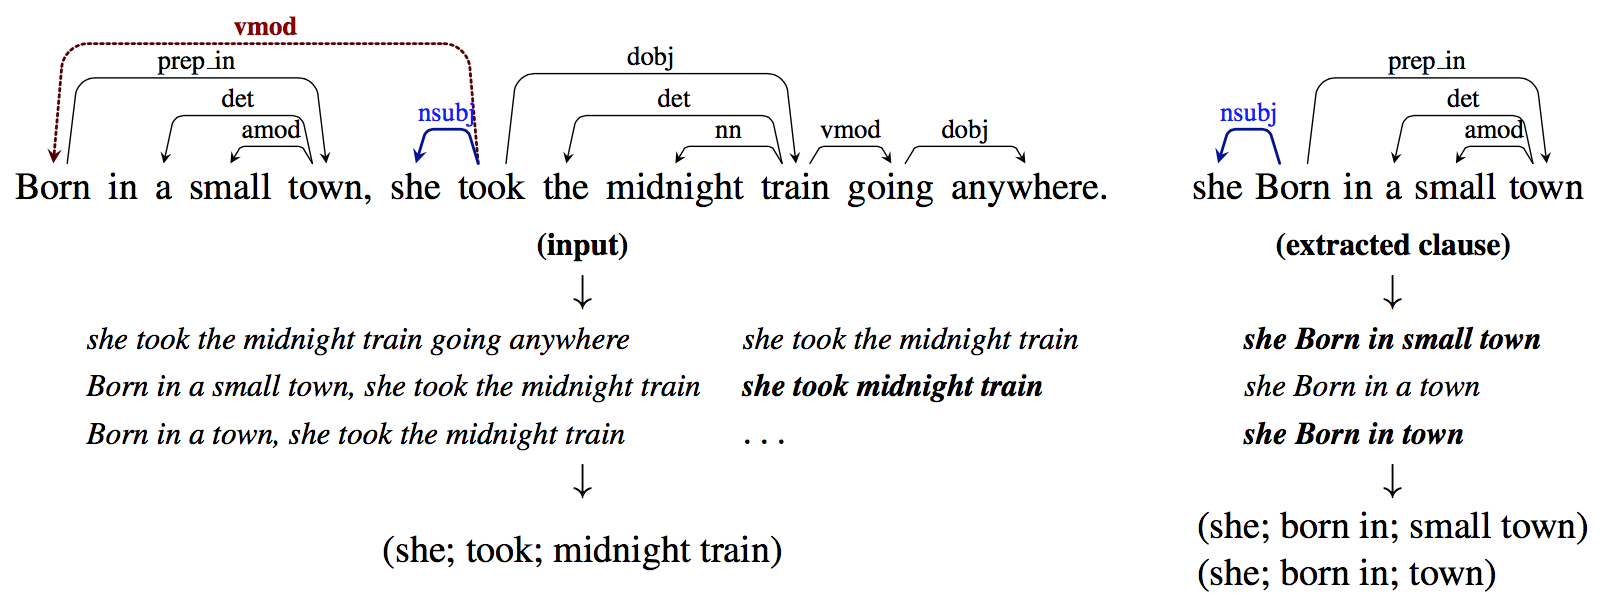 vmod
prep_in
det
amod
nsubj
dobj
det
nn
vmod
dobj
Born in a small town, she took the midnight train going anywhere.
(input)
she took the midnight train going anywhere
she took the midnight train
Born in a small town, she took the midnight train
she took midnight train
Born in a town, she took the midnight train
. . .
(she; took; midnight train)
prep_in
det
nsubj
amod
she Born in a small town
(extracted clause)
she Born in small town
she Born in a town
she Born in town
(she; born in; small town)
(she; born in; town)